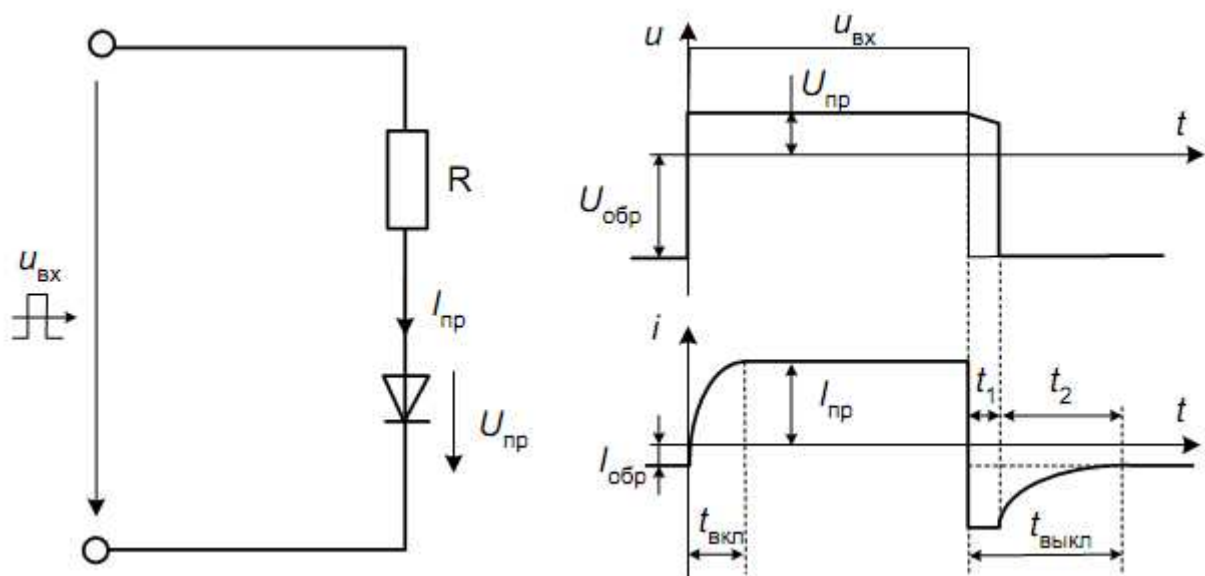 u вх
R
I пр
U пр
u
u вх
U пр
t
U обр
i
I пр
t 1
t 2
t
I обр
t вкл
t выкл